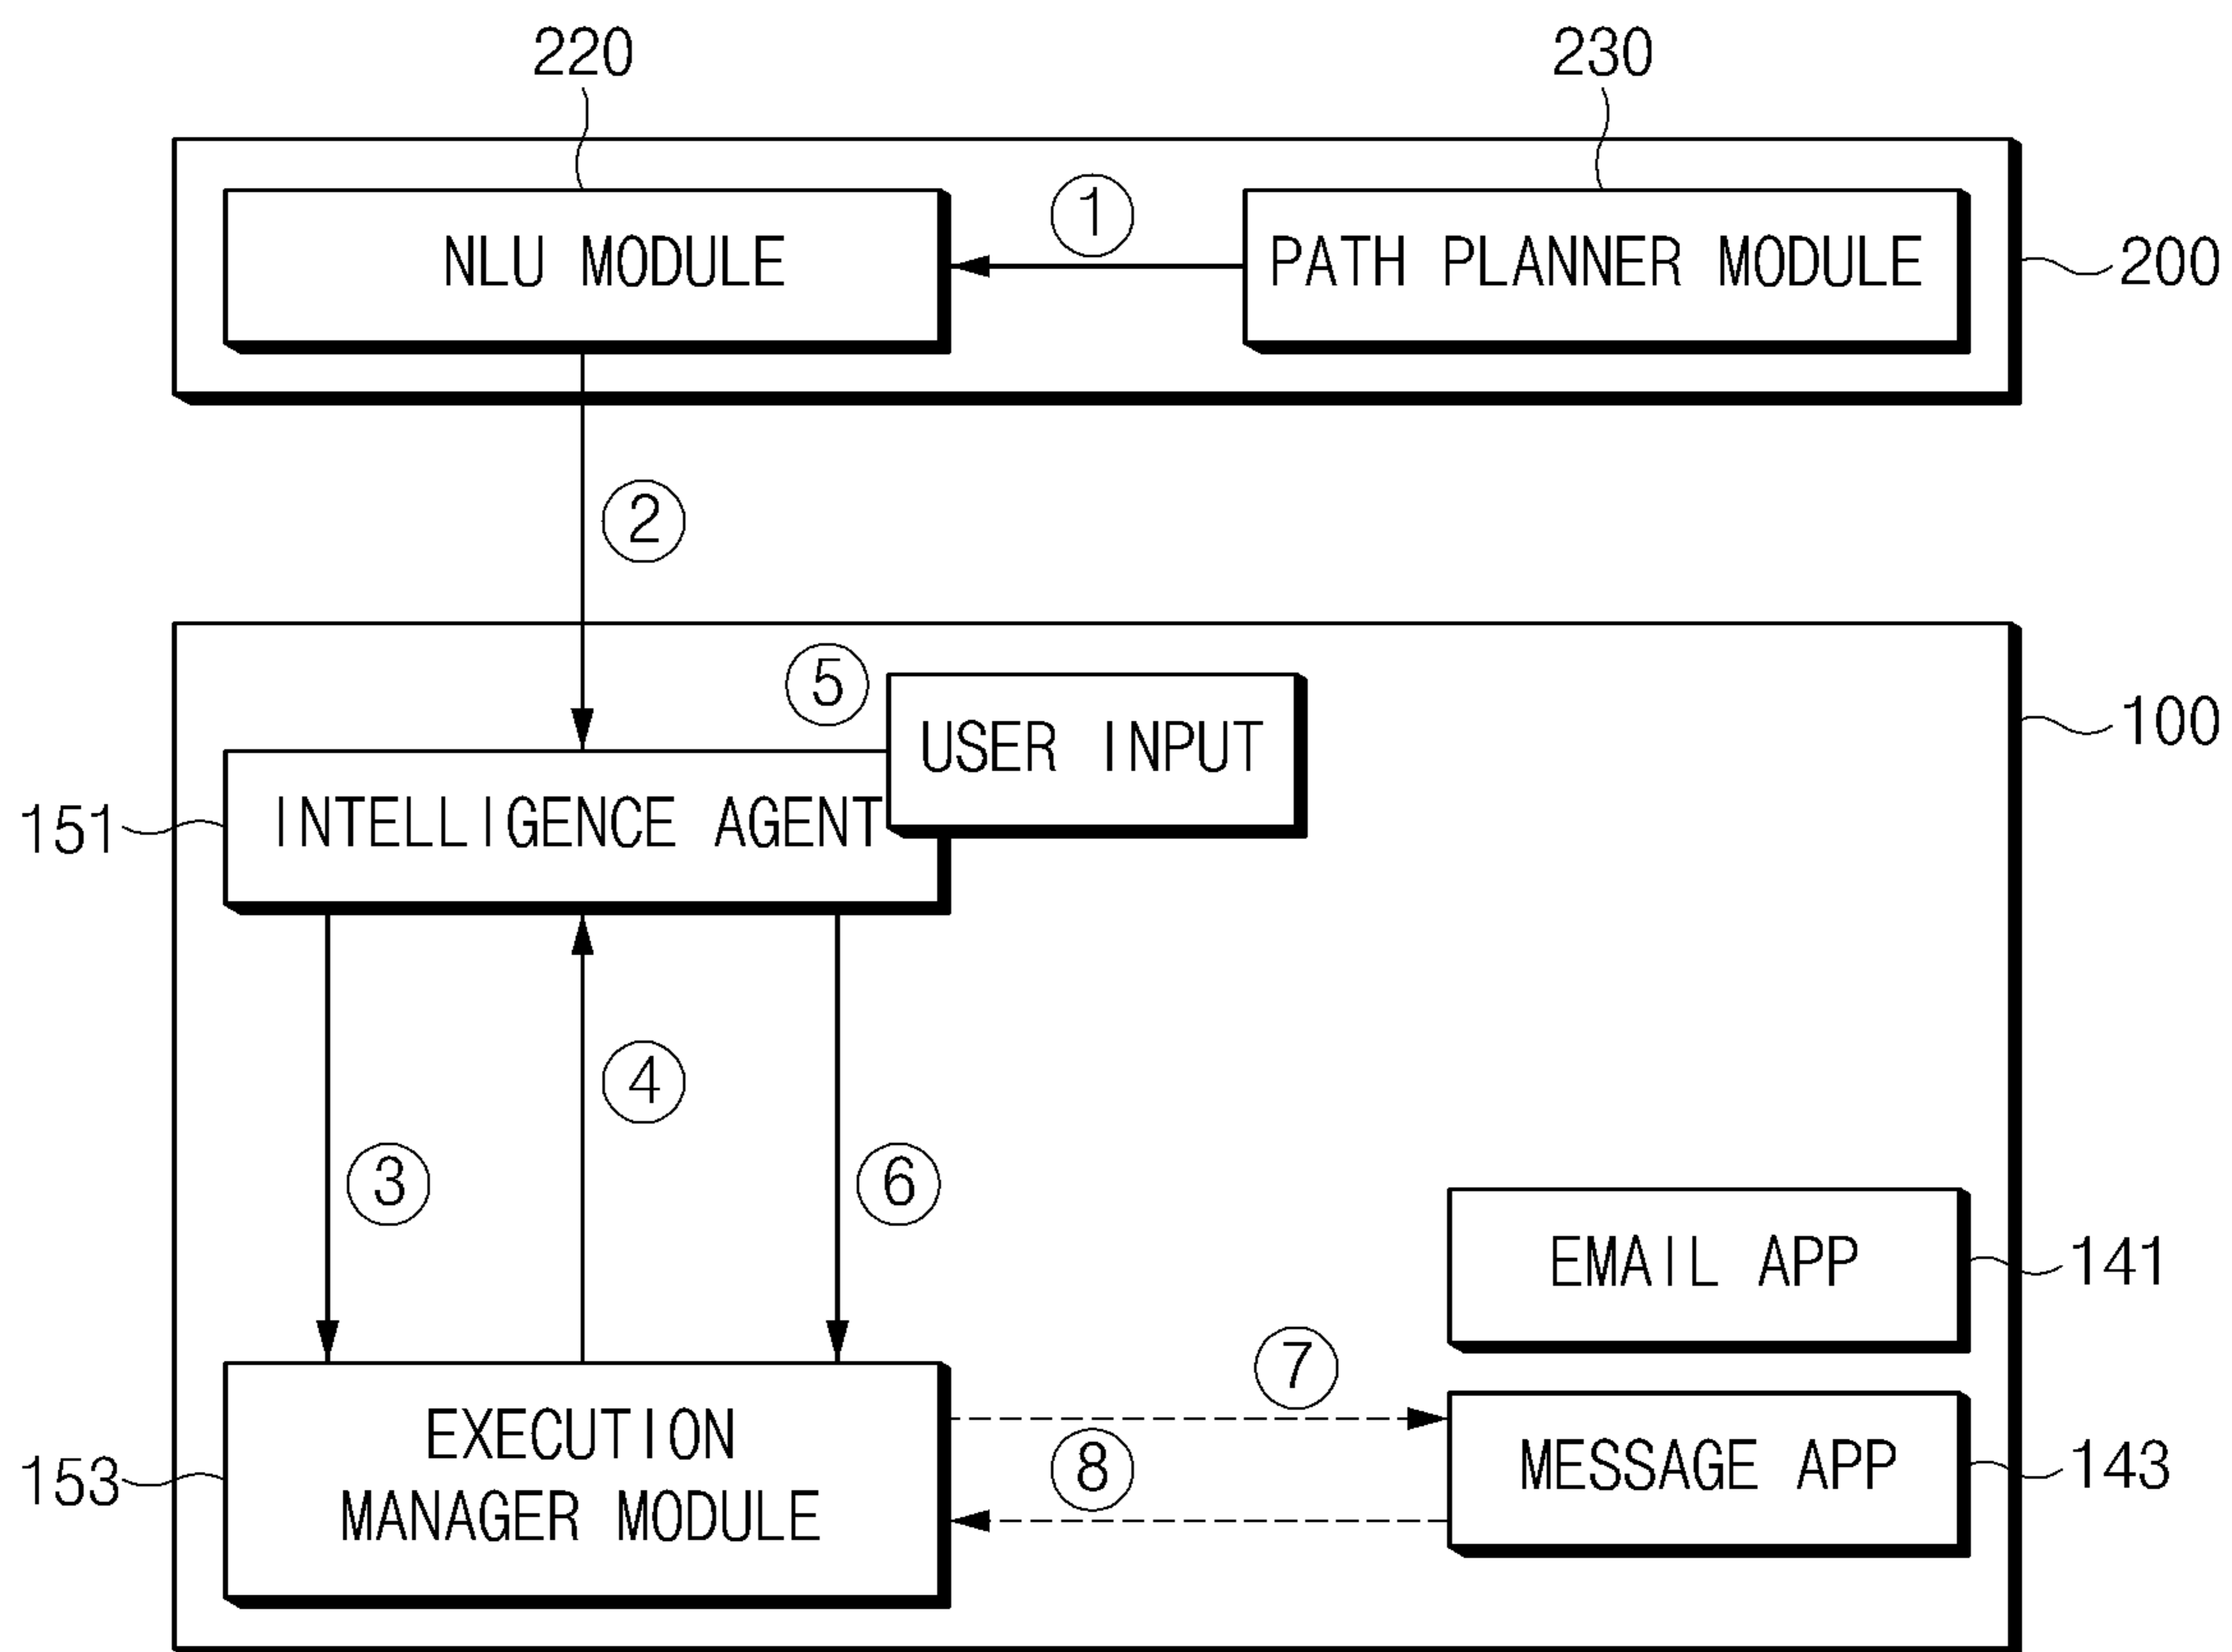 220
230
NLU MODULE
①
PATH PLANNER MODULE
200
②
⑤
USER INPUT
100
151
INTELLIGENCE AGENT
④
③
⑥
EMAIL APP
141
⑦
EXECUTION
MANAGER MODULE
153
⑧
MESSAGE APP
143